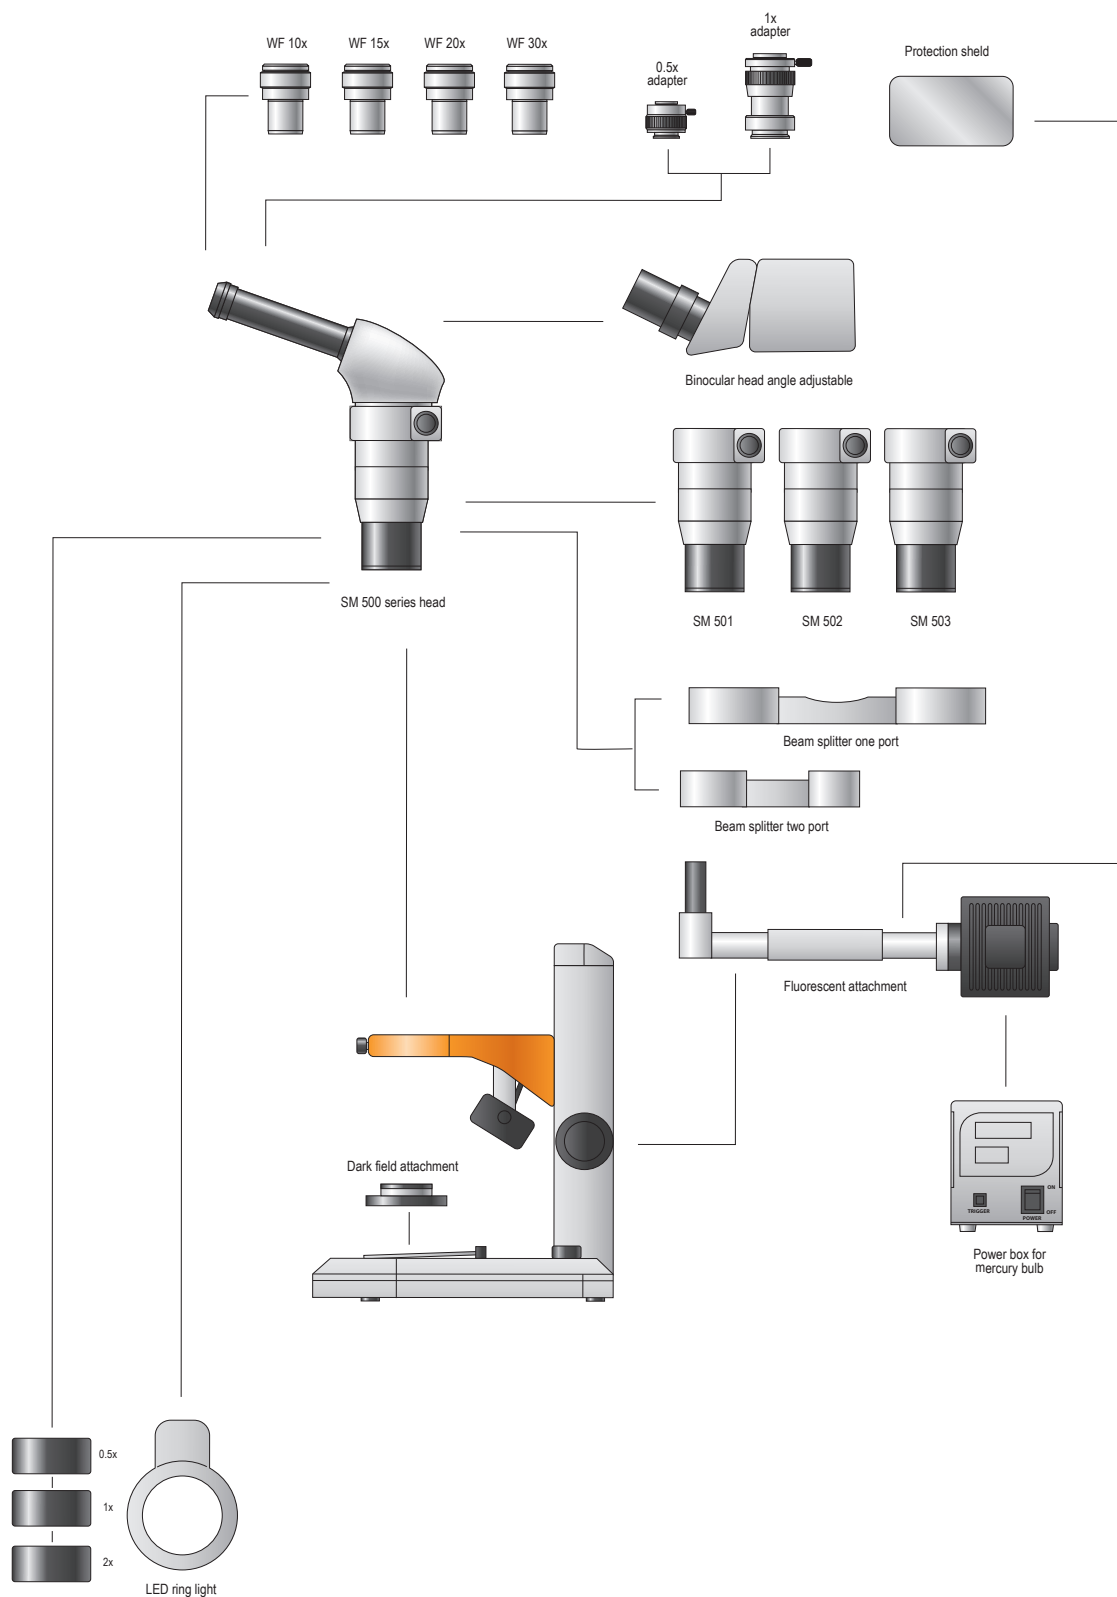 WF 10x
WF 15x
WF 20x
WF 30x
0.5x
adapter
1x
adapter
Protection sheld
Binocular head angle adjustable
SM 500 series head
SM 501
SM 502
SM 503
Beam splitter one port
Beam splitter two port
Fluorescent attachment
Dark field attachment
ON
TRIGGER
OFF
POWER
Power box for
mercury bulb
0.5x
1x
2x
LED ring light